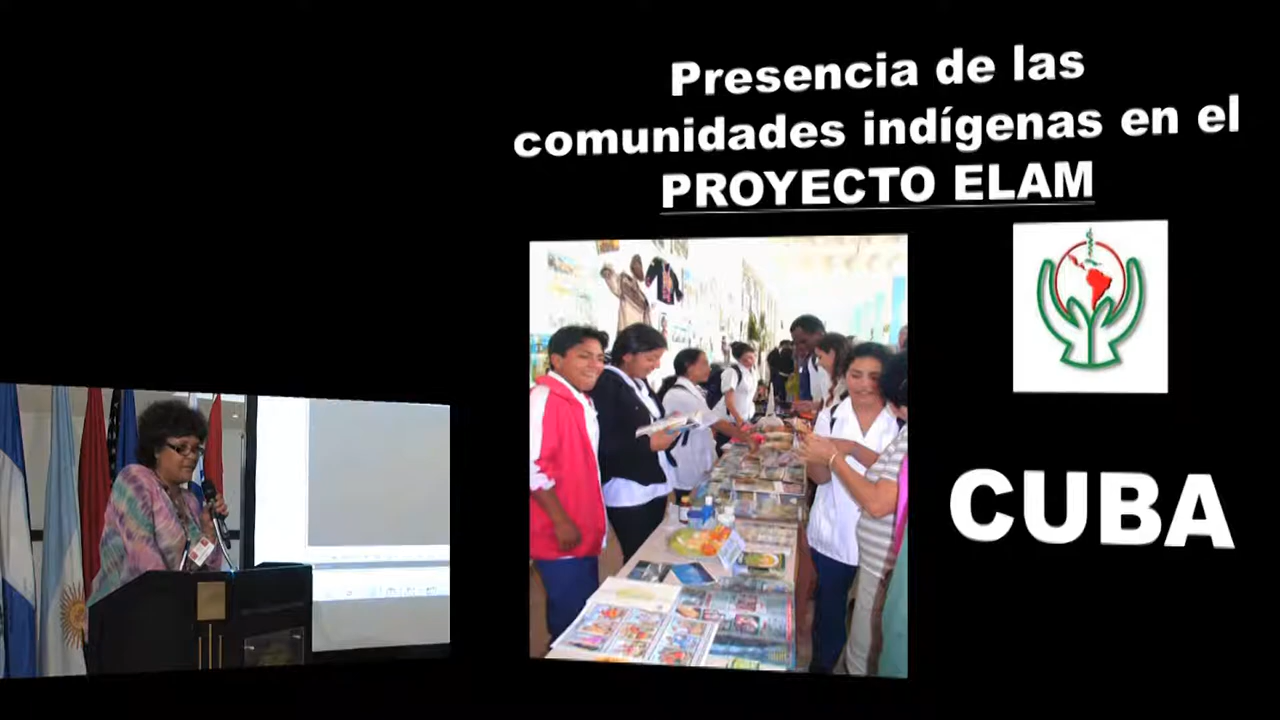 Presencia de las
comunidades indígenas en el
PROYECTO ELAM
CUBA